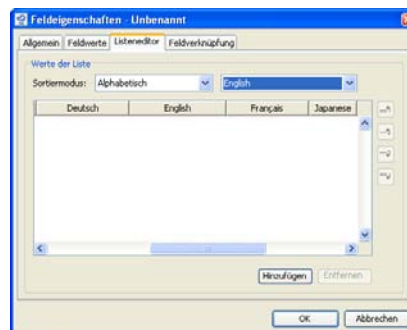 Feldeigenschaften - Unbenannt
Allgemein Feldwerte Listeneditor Feldverknüpfung
Werte der Liste
Sortiermodus: Alphabetisch English
Deutsch English Français Japanese
Hinzufügen Entfernen
OK Abbrechen